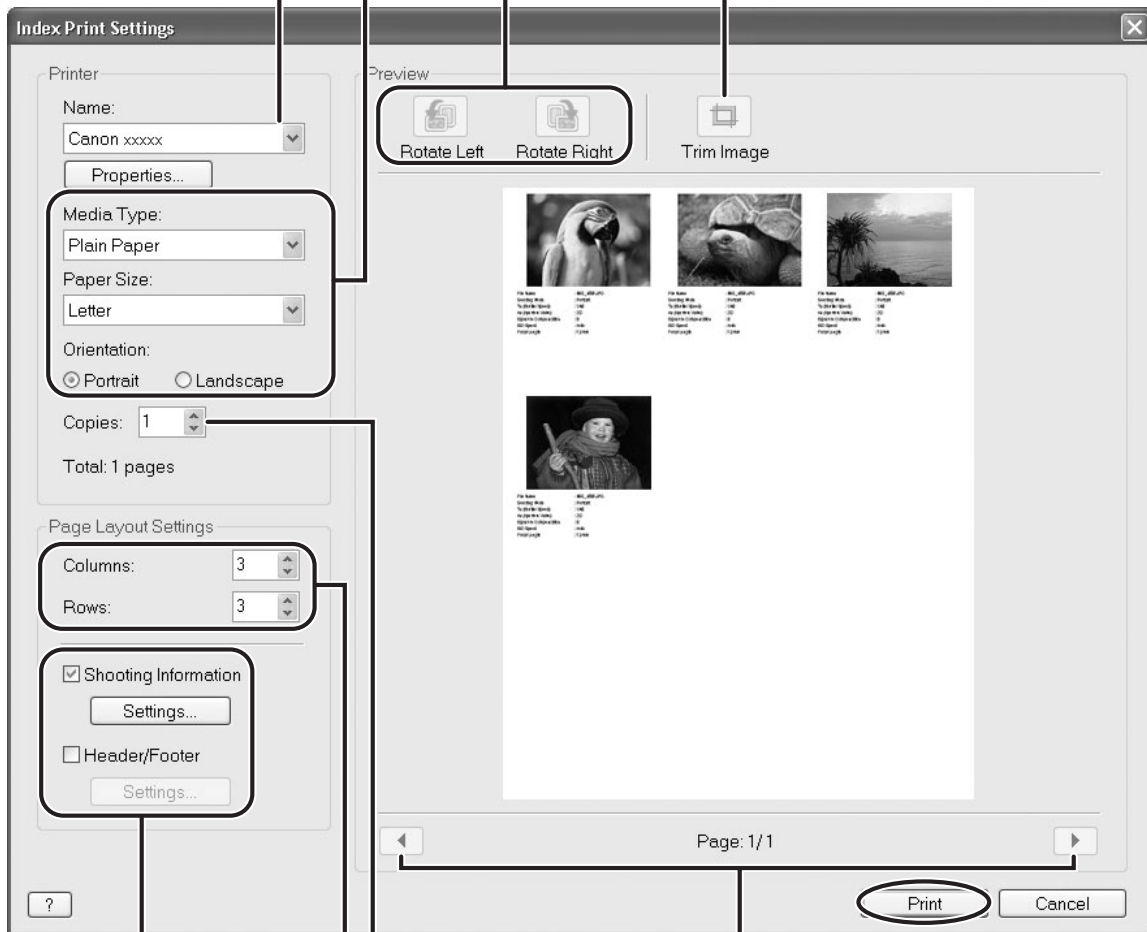 Index Print Settings
Printer
Name:
Canon xxxxx
Properties...
Media Type:
Plain Paper
Paper Size:
Letter
Orientation:
Portrait Landscape
Copies: 1
Total: 1 pages
Page Layout Settings
Columns: 3
Rows: 3
Shooting Information
Settings...
Header/Footer
Settings...
?
Preview
Rotate Left Rotate Right Trim Image
Page: 1/1
Print Cancel